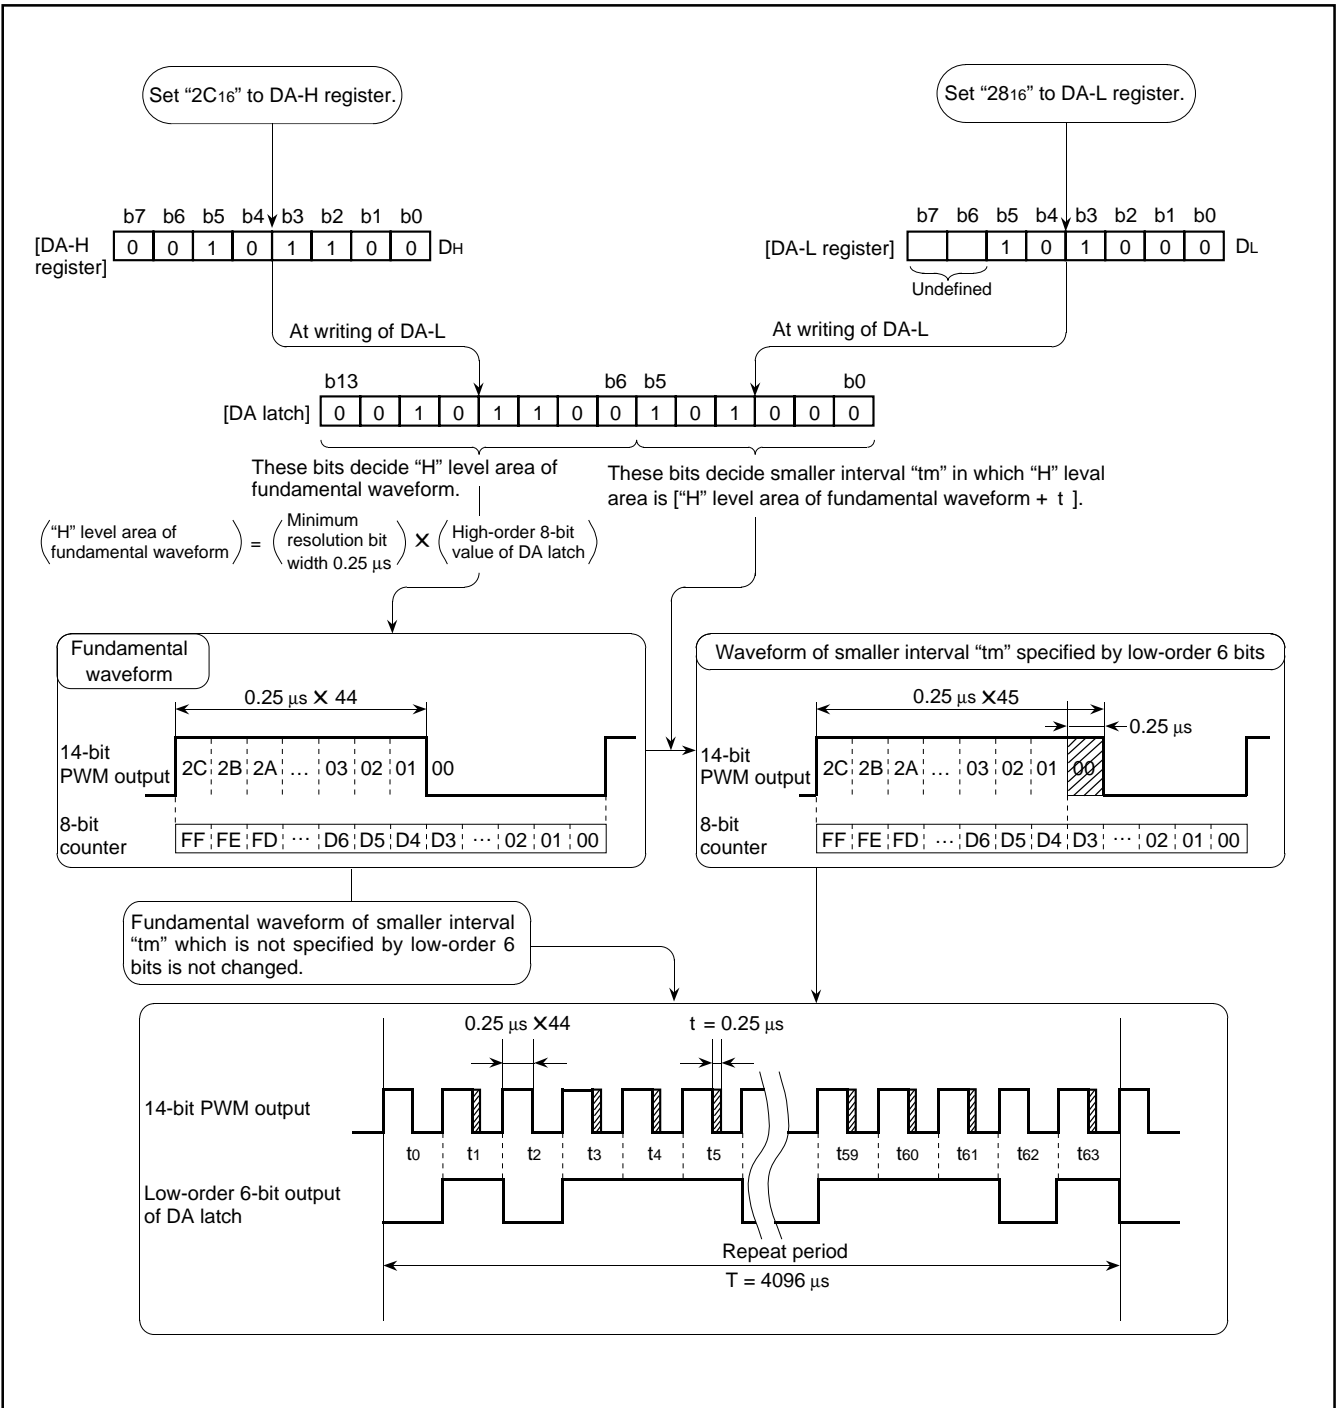 Set “2C16” to DA-H register.
Set “2816” to DA-L register.
b7 b6 b5 b4 b3 b2 b1 b0
[DA-H register] 0 0 1 0 1 1 0 0 DH
b7 b6 b5 b4 b3 b2 b1 b0
[DA-L register] 1 0 1 0 0 0 DL
Undefined
At writing of DA-L
At writing of DA-L
b13 b6 b5 b0
[DA latch] 0 0 1 0 1 1 0 0 1 0 1 0 0 0
These bits decide “H” level area of
fundamental waveform.
These bits decide smaller interval “tm” in which “H” leval
area is [“H” level area of fundamental waveform + t ].
“H” level area of
fundamental waveform
=
Minimum
resolution bit
width 0.25 µs
×
High-order 8-bit
value of DA latch
Fundamental
waveform
0.25 µs × 44
14-bit
PWM output
2C 2B 2A … 03 02 01 00
8-bit
counter
FF FE FD … D6 D5 D4 D3 … 02 01 00
Waveform of smaller interval “tm” specified by low-order 6 bits
0.25 µs ×45
0.25 µs
14-bit
PWM output
2C 2B 2A … 03 02 01 00
8-bit
counter
FF FE FD … D6 D5 D4 D3 … 02 01 00
Fundamental waveform of smaller interval
“tm” which is not specified by low-order 6
bits is not changed.
0.25 µs ×44
t = 0.25 µs
14-bit PWM output
t0 t1 t2 t3 t4 t5 t59 t60 t61 t62 t63
Low-order 6-bit output
of DA latch
Repeat period
T = 4096 µs